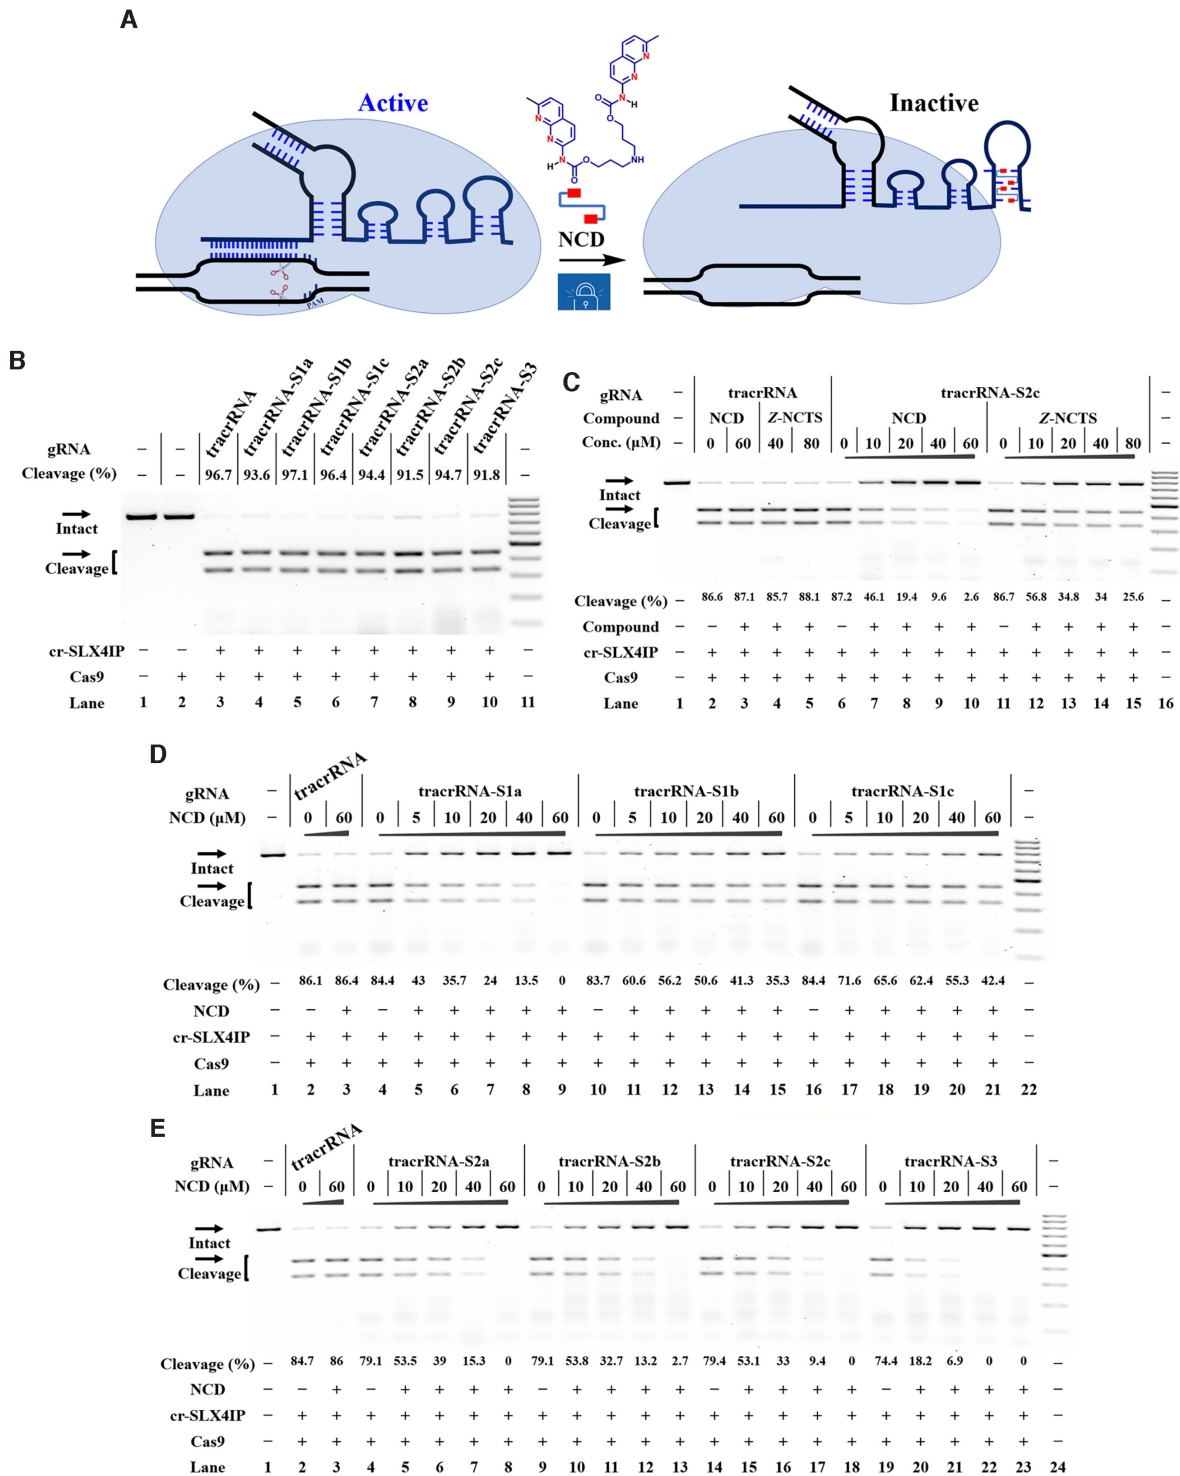 A
Active
Inactive
N
N
N
H
O
O
N
N
N
H
O
O
NH
NCD
PAM
B
gRNA
– – tracrRNA tracrRNA-S1a tracrRNA-S1b tracrRNA-S1c tracrRNA-S2a tracrRNA-S2b tracrRNA-S2c tracrRNA-S3 –
Cleavage (%) – – 96.7 93.6 97.1 96.4 94.4 91.5 94.7 91.8 –
Intact
Cleavage
cr-SLX4IP – – + + + + + + + + –
Cas9 – + + + + + + + + + –
Lane 1 2 3 4 5 6 7 8 9 10 11
C
gRNA – tracrRNA tracrRNA-S2c –
Compound – NCD Z-NCTS NCD Z-NCTS –
Conc. (μM) – 0 60 40 80 0 10 20 40 60 0 10 20 40 80 –
Intact
Cleavage
Cleavage (%) – 86.6 87.1 85.7 88.1 87.2 46.1 19.4 9.6 2.6 86.7 56.8 34.8 34 25.6 –
Compound – – + + + – + + + + – + + + + –
cr-SLX4IP – + + + + + + + + + + + + + + –
Cas9 – + + + + + + + + + + + + + + –
Lane 1 2 3 4 5 6 7 8 9 10 11 12 13 14 15 16
D
gRNA – tracrRNA tracrRNA-S1a tracrRNA-S1b tracrRNA-S1c –
NCD (μM) – 0 60 0 5 10 20 40 60 0 5 10 20 40 60 0 5 10 20 40 60 –
Intact
Cleavage
Cleavage (%) – 86.1 86.4 84.4 43 35.7 24 13.5 0 83.7 60.6 56.2 50.6 41.3 35.3 84.4 71.6 65.6 62.4 55.3 42.4 –
NCD – – + – + + + + + – + + + + + – + + + + + –
cr-SLX4IP – + + + + + + + + + + + + + + + + + + + + –
Cas9 – + + + + + + + + + + + + + + + + + + + + –
Lane 1 2 3 4 5 6 7 8 9 10 11 12 13 14 15 16 17 18 19 20 21 22
E
gRNA – tracrRNA tracrRNA-S2a tracrRNA-S2b tracrRNA-S2c tracrRNA-S3 –
NCD (μM) – 0 60 0 10 20 40 60 0 10 20 40 60 0 10 20 40 60 0 10 20 40 60 –
Intact
Cleavage
Cleavage (%) – 84.7 86 79.1 53.5 39 15.3 0 79.1 53.8 32.7 13.2 2.7 79.4 53.1 33 9.4 0 74.4 18.2 6.9 0 0 –
NCD – – + – + + + + – + + + + – + + + + – + + + + –
cr-SLX4IP – + + + + + + + + + + + + + + + + + + + + + + –
Cas9 – + + + + + + + + + + + + + + + + + + + + + + –
Lane 1 2 3 4 5 6 7 8 9 10 11 12 13 14 15 16 17 18 19 20 21 22 23 24